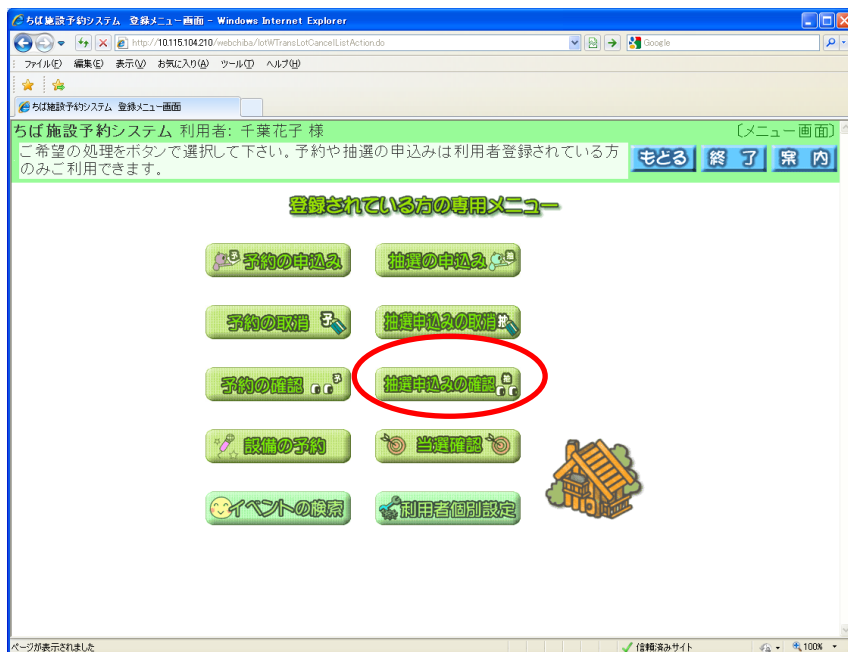 ちば施設予約システム 登録メニュー画面 - Windows Internet Explorer
http://10.115.104.210/webchiba/lotWTransLotCancelListAction.do
Google
ファイル(F) 編集(E) 表示(V) お気に入り(A) ツール(T) ヘルプ(H)
ちば施設予約システム 登録メニュー画面
ちば施設予約システム 利用者: 千葉花子 様
〔メニュー画面〕
ご希望の処理をボタンで選択して下さい。予約や抽選の申込みは利用者登録されている方
のみご利用できます。
もどる 終了 案内
登録されている方の専用メニュー
予約の申込み 抽選の申込み
予約の取消 抽選申込みの取消
予約の確認 抽選申込みの確認
設備の予約 当選確認
イベントの検索 利用者個別設定
ページが表示されました
信頼済みサイト
100%